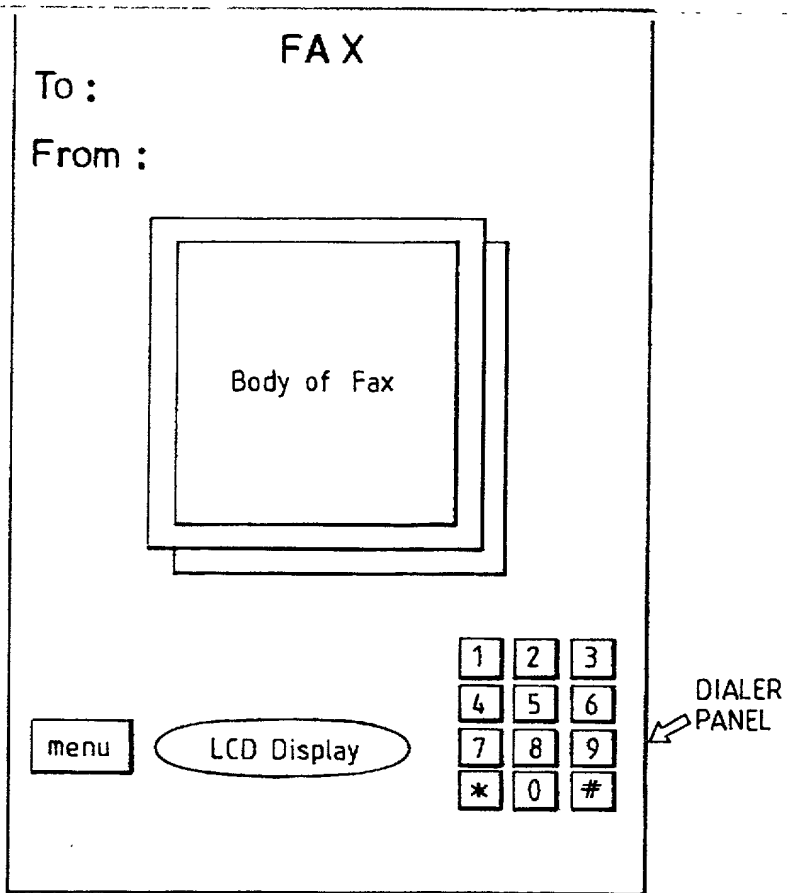 FAX
To :
From :
Body of Fax
1 2 3
4 5 6
7 8 9
* 0 #
menu
LCD Display
DIALER
PANEL